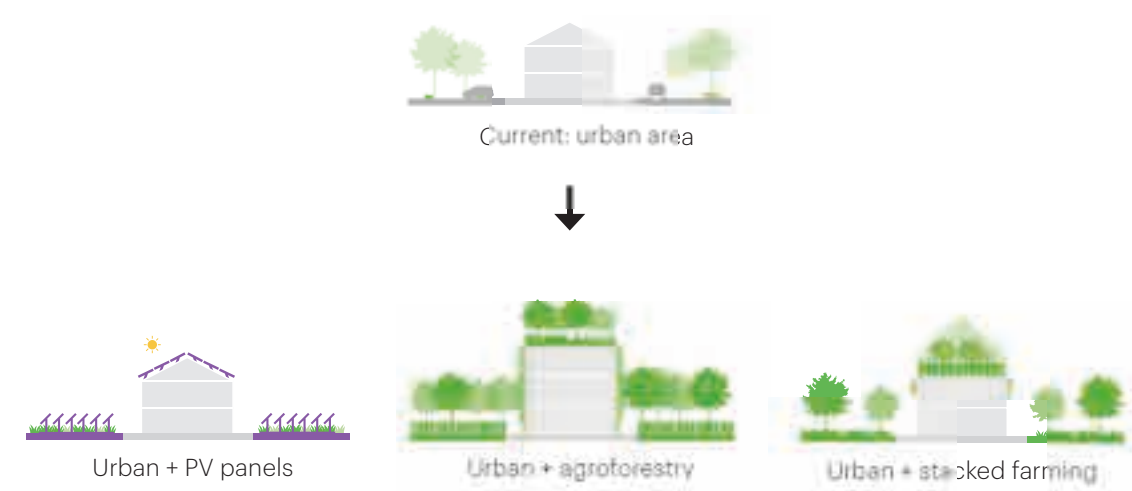 Current: urban area
Urban + PV panels
Urban + agroforestry
Urban + stacked farming